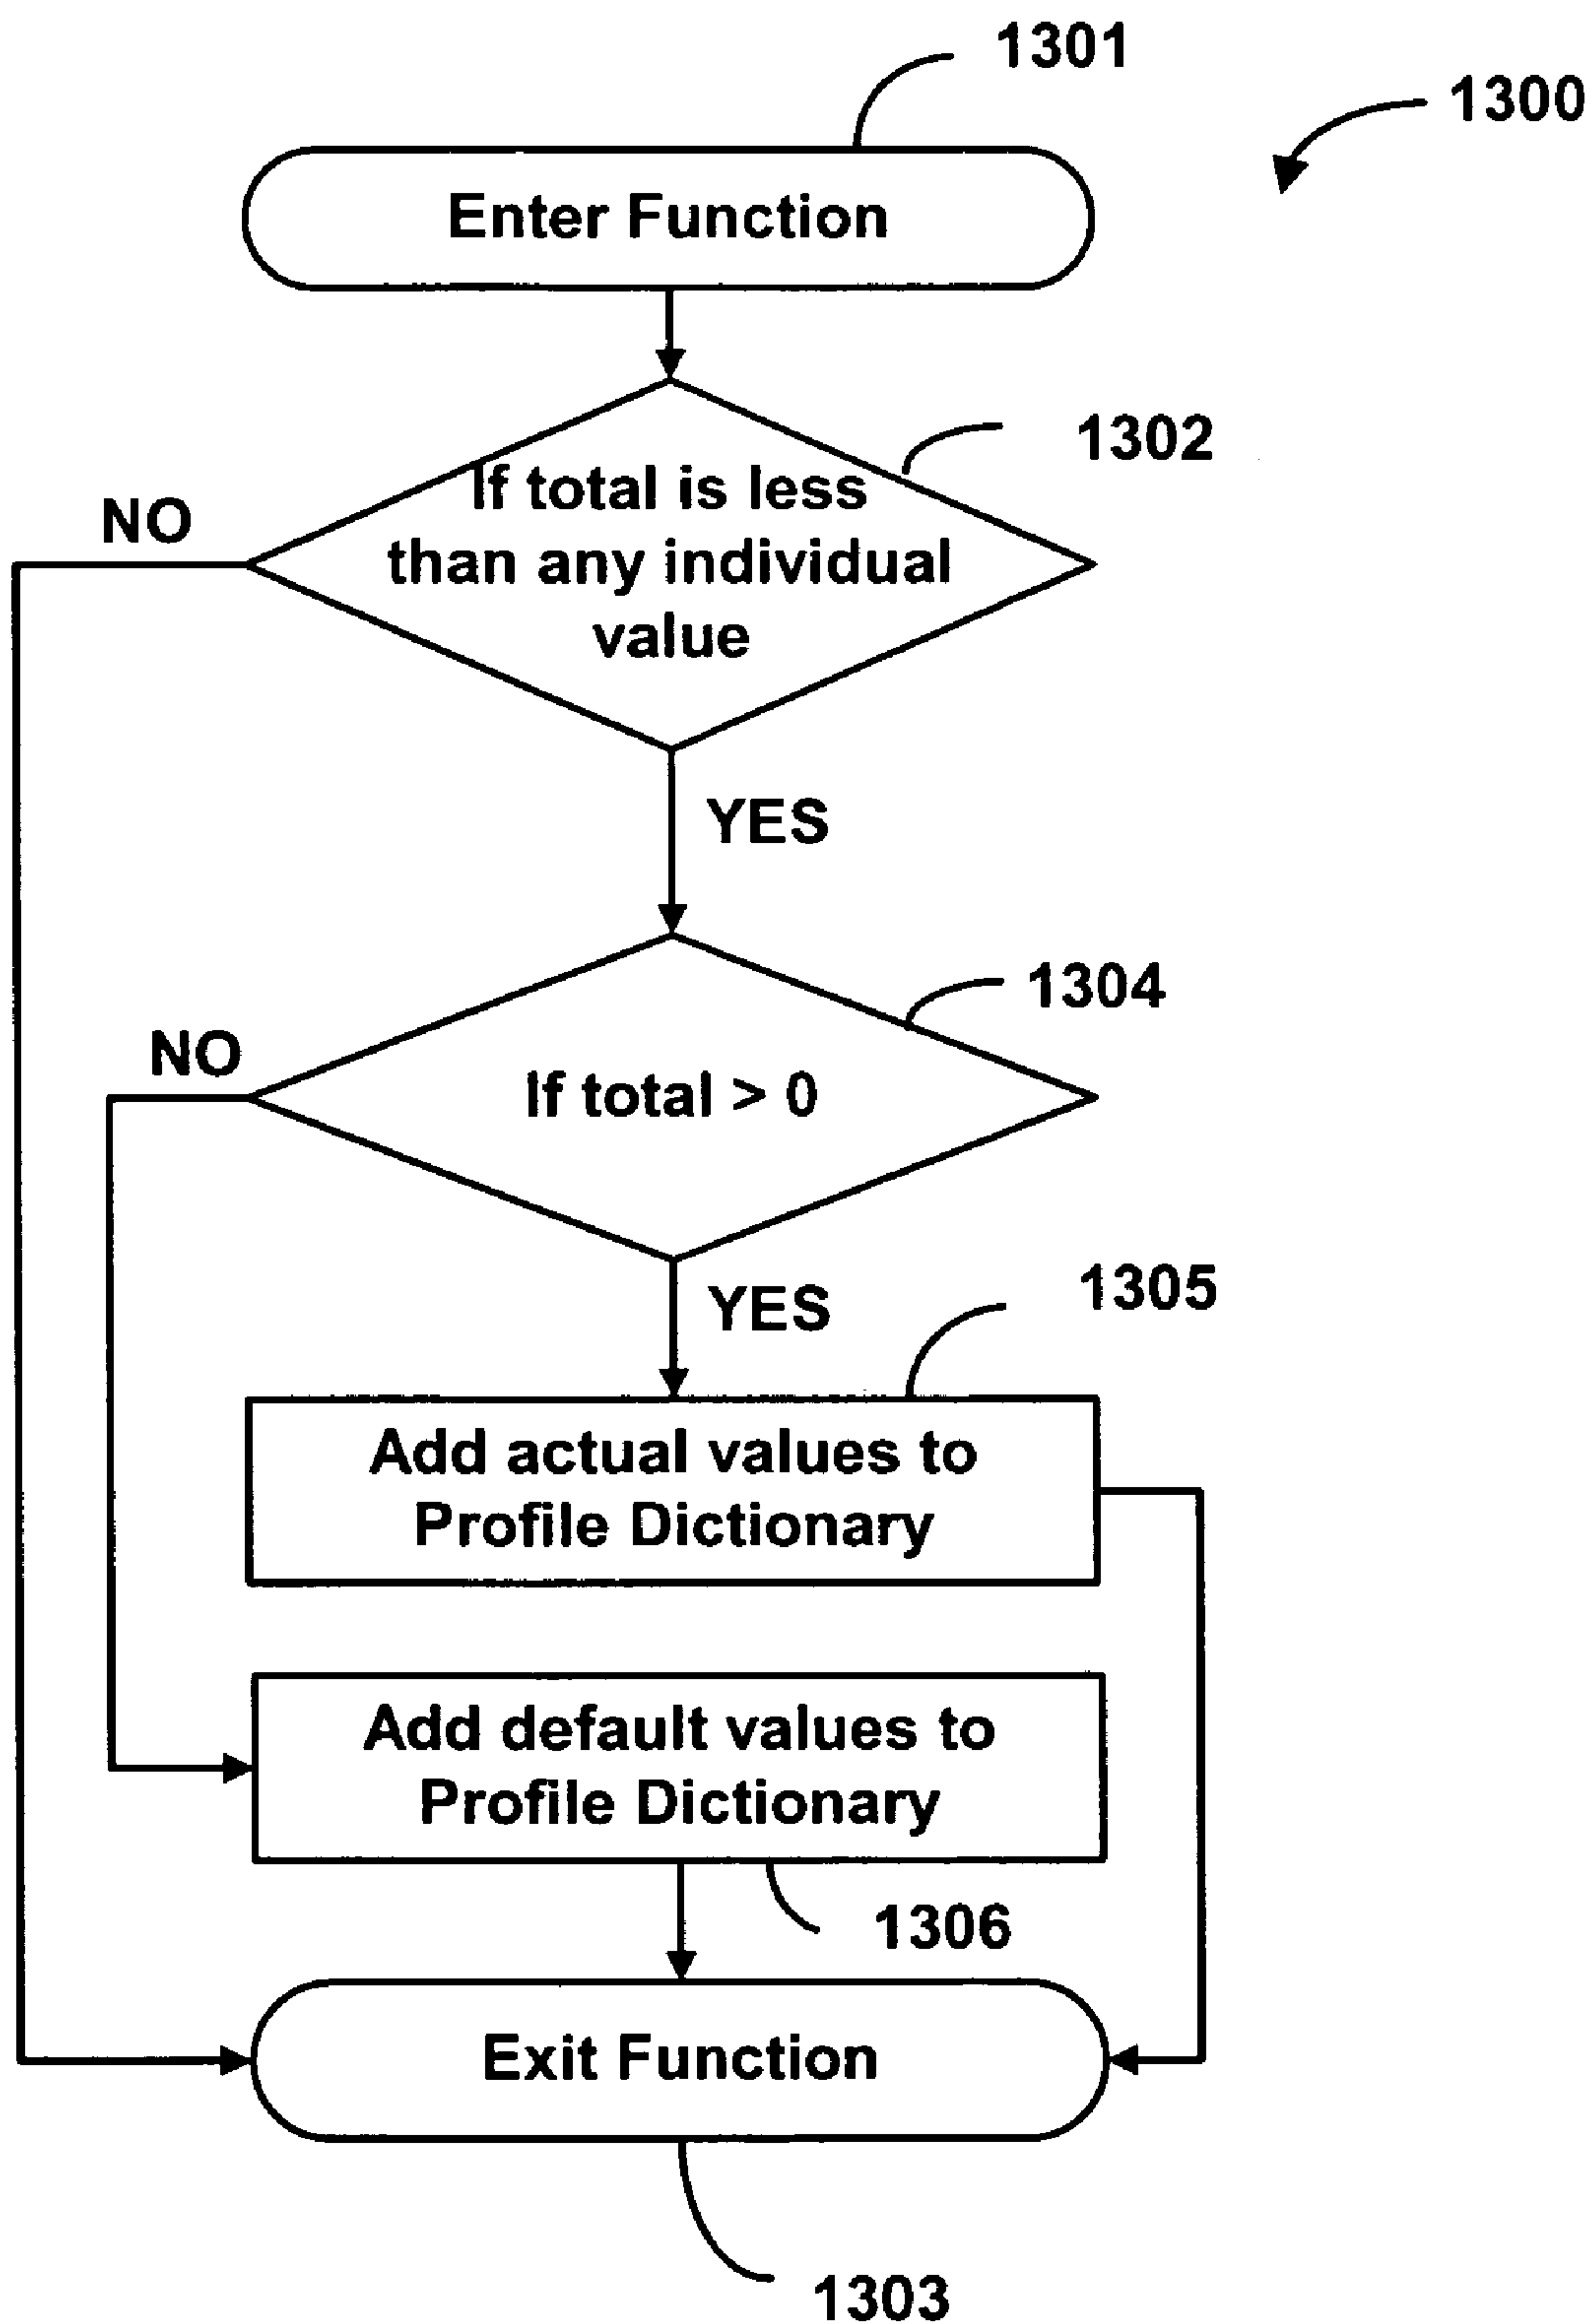 1301
1300
Enter Function
1302
If total is less
than any individual
value
NO
YES
1304
NO
If total > 0
YES
1305
Add actual values to
Profile Dictionary
Add default values to
Profile Dictionary
1306
Exit Function
1303